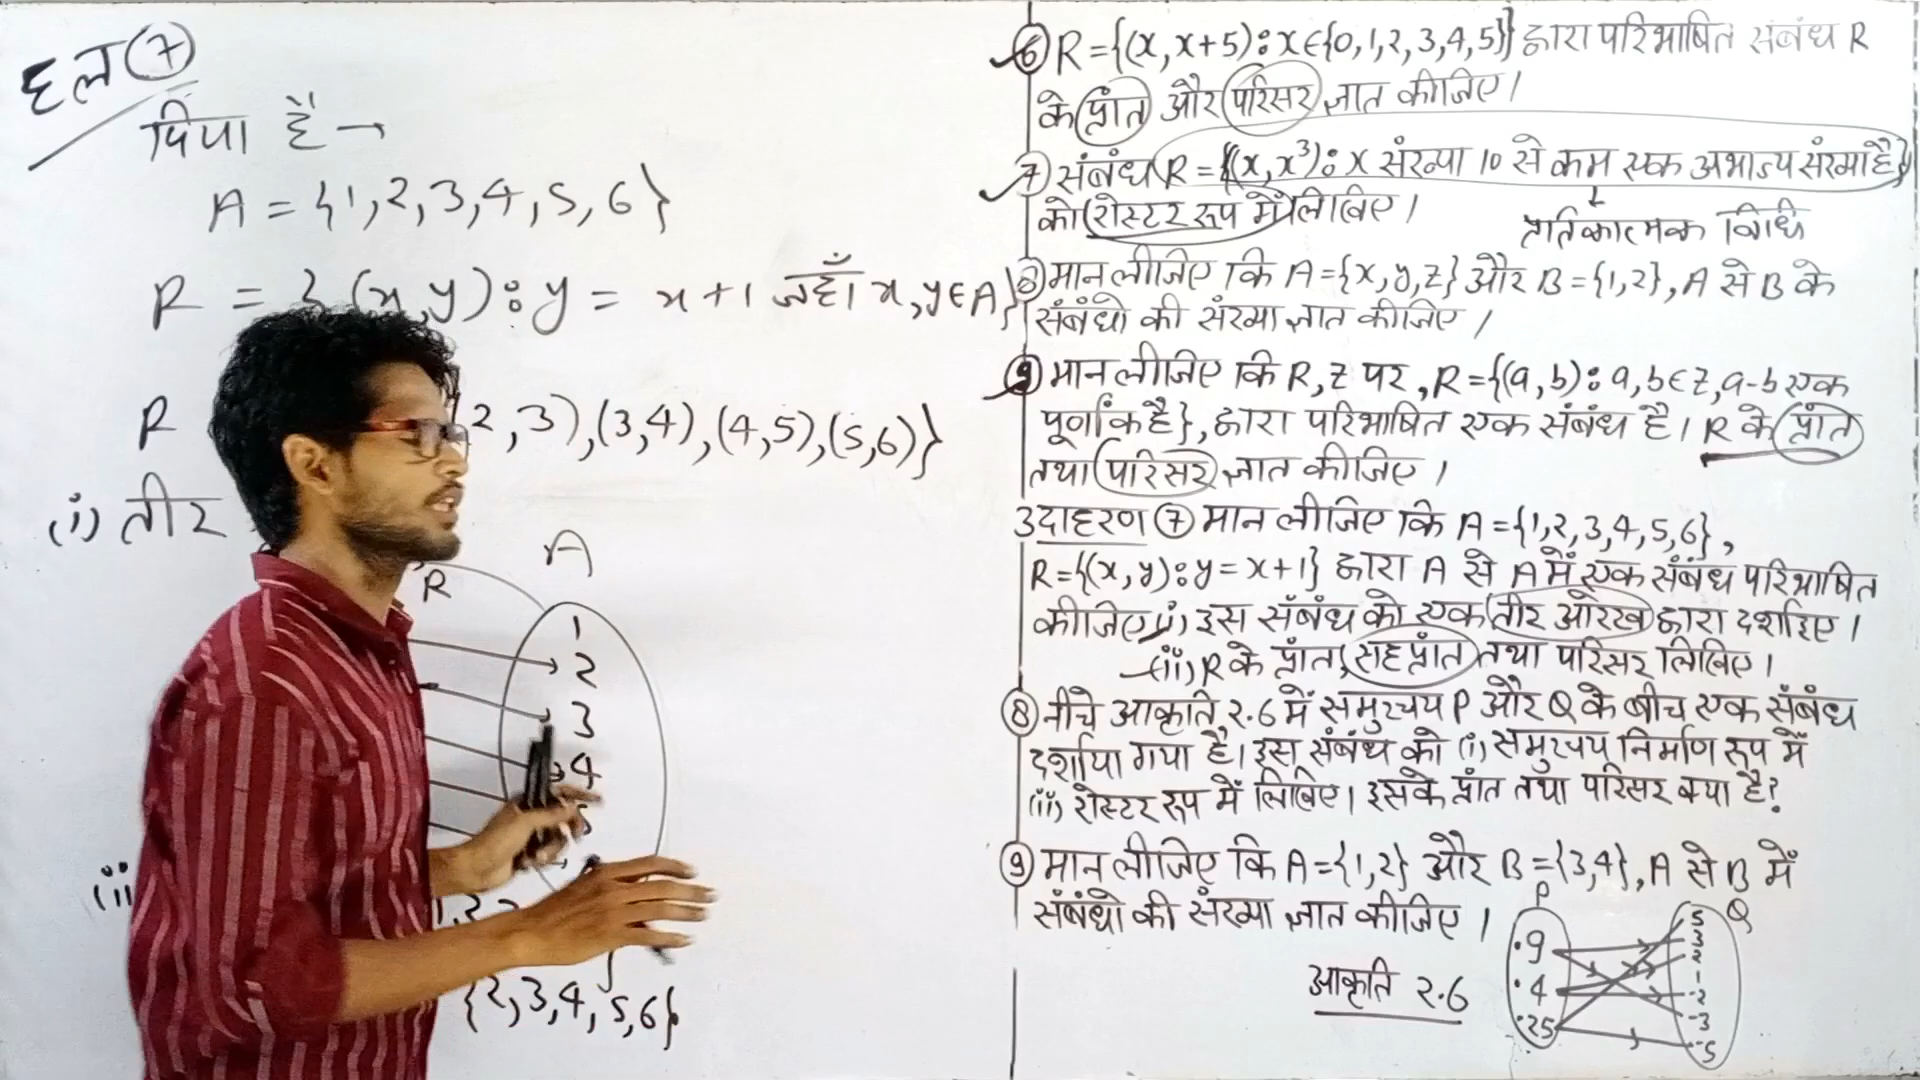 हल ⑦
दिया है →
A = {1,2,3,4,5,6}
R = {(x,y) : y = x+1 जहाँ x,y∈A}
R 2,3),(3,4),(4,5),(5,6)}
(i) तीर
R
A
1
2
3
4
5
(ii
1,2,3
{2,3,4,5,6}
⑥ R={(x,x+5):x∈{0,1,2,3,4,5}} द्वारा परिभाषित संबंध R
के प्रांत और परिसर ज्ञात कीजिए।
⑦ संबंध R={(x,x³):x संख्या 10 से कम एक अभाज्य संख्या है}
को रोस्टर रूप में लिखिए।
विधि
⑧ मान लीजिए कि A={x,y,z} और B={1,2}, A से B के
संबंधो की संख्या ज्ञात कीजिए।
⑨ मान लीजिए कि R, Z पर, R={(a,b):a,b∈Z,a-b एक
पूर्णांक है}, द्वारा परिभाषित एक संबंध है। R के प्रांत
तथा परिसर ज्ञात कीजिए।
उदाहरण ⑦ मान लीजिए कि A={1,2,3,4,5,6},
R={(x,y):y=x+1} द्वारा A से A में एक संबंध परिभाषित
कीजिए (i) इस संबंध को एक तीर आरेख द्वारा दर्शाइए।
(ii) R के प्रांत, सहप्रांत तथा परिसर लिखिए।
⑧ नीचे आकृति 2.6 में समुच्चय P और Q के बीच एक संबंध
दर्शाया गया है। इस संबंध को (i) समुच्चय निर्माण रूप में
(ii) रोस्टर रूप में लिखिए। इसके प्रांत तथा परिसर क्या है?
⑨ मान लीजिए कि A={1,2} और B={3,4}, A से B में
संबंधो की संख्या ज्ञात कीजिए।
P
Q
·9
·4
·25
5
3
2
1
-2
-3
-5
आकृति 2.6